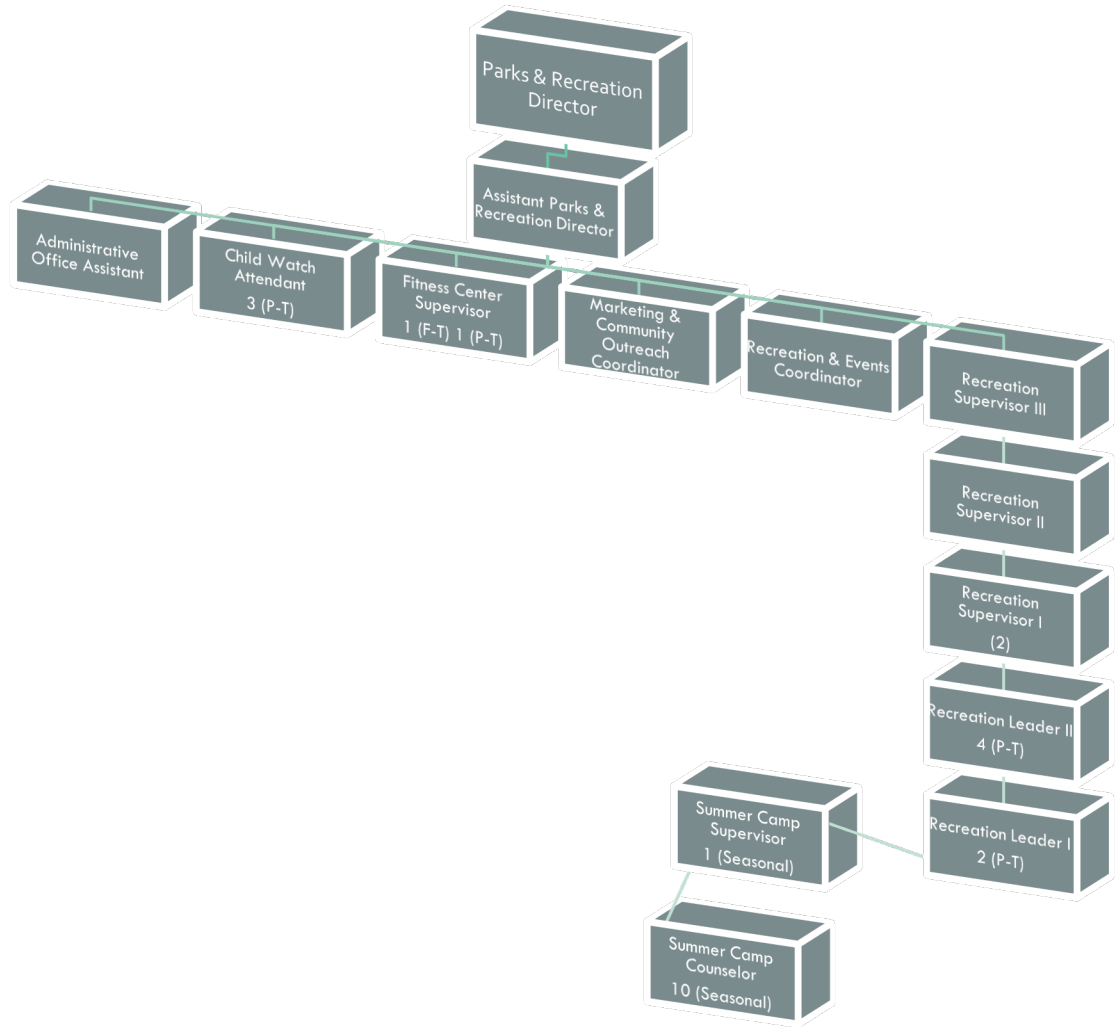 Parks & Recreation
Director
Assistant Parks &
Recreation Director
Administrative
Office Assistant
Child Watch
Attendant
3 (P-T)
Fitness Center
Supervisor
1 (F-T) 1 (P-T)
Marketing &
Community
Outreach
Coordinator
Recreation & Events
Coordinator
Recreation
Supervisor III
Recreation
Supervisor II
Recreation
Supervisor I
(2)
Recreation Leader II
4 (P-T)
Recreation Leader I
2 (P-T)
Summer Camp
Supervisor
1 (Seasonal)
Summer Camp
Counselor
10 (Seasonal)